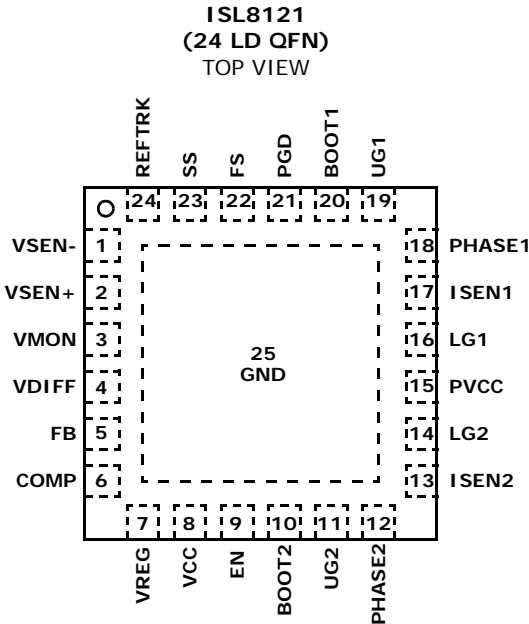 ISL8121
(24 LD QFN)
TOP VIEW
REFTRK
SS
FS
PGD
BOOT1
UG1
24
23
22
21
20
19
VSEN- 1
VSEN+ 2
VMON 3
VDIFF 4
FB 5
COMP 6
25
GND
18 PHASE1
17 ISEN1
16 LG1
15 PVCC
14 LG2
13 ISEN2
7
8
9
10
11
12
VREG
VCC
EN
BOOT2
UG2
PHASE2